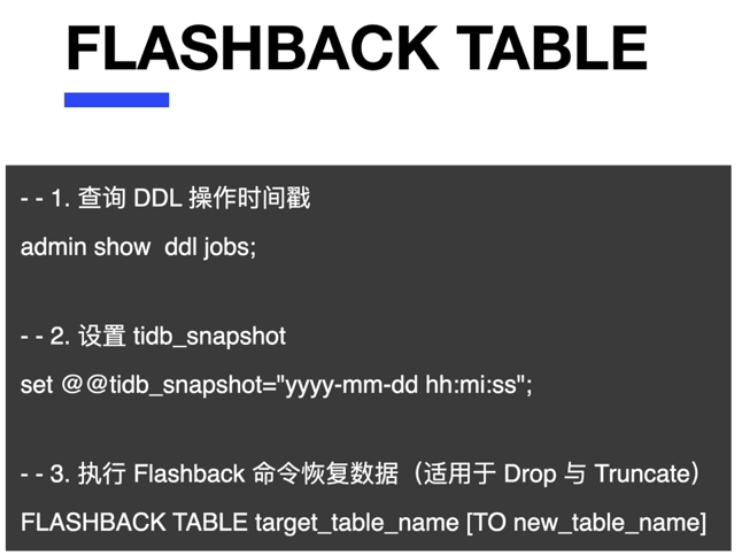 FLASHBACK TABLE
- - 1. 查询 DDL 操作时间戳
admin show  ddl jobs;
- - 2. 设置 tidb_snapshot
set @@tidb_snapshot="yyyy-mm-dd hh:mi:ss";
- - 3. 执行 Flashback 命令恢复数据（适用于 Drop 与 Truncate）
FLASHBACK TABLE target_table_name [TO new_table_name]